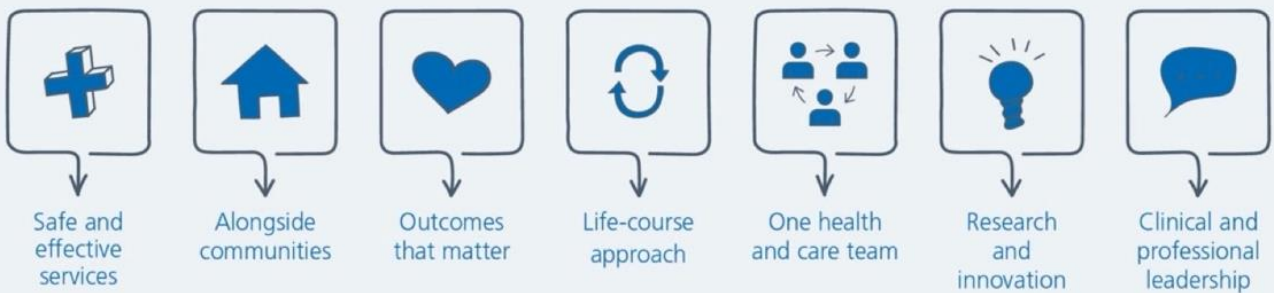 Safe and
effective
services
Alongside
communities
Outcomes
that matter
Life-course
approach
One health
and care team
Research
and
innovation
Clinical and
professional
leadership